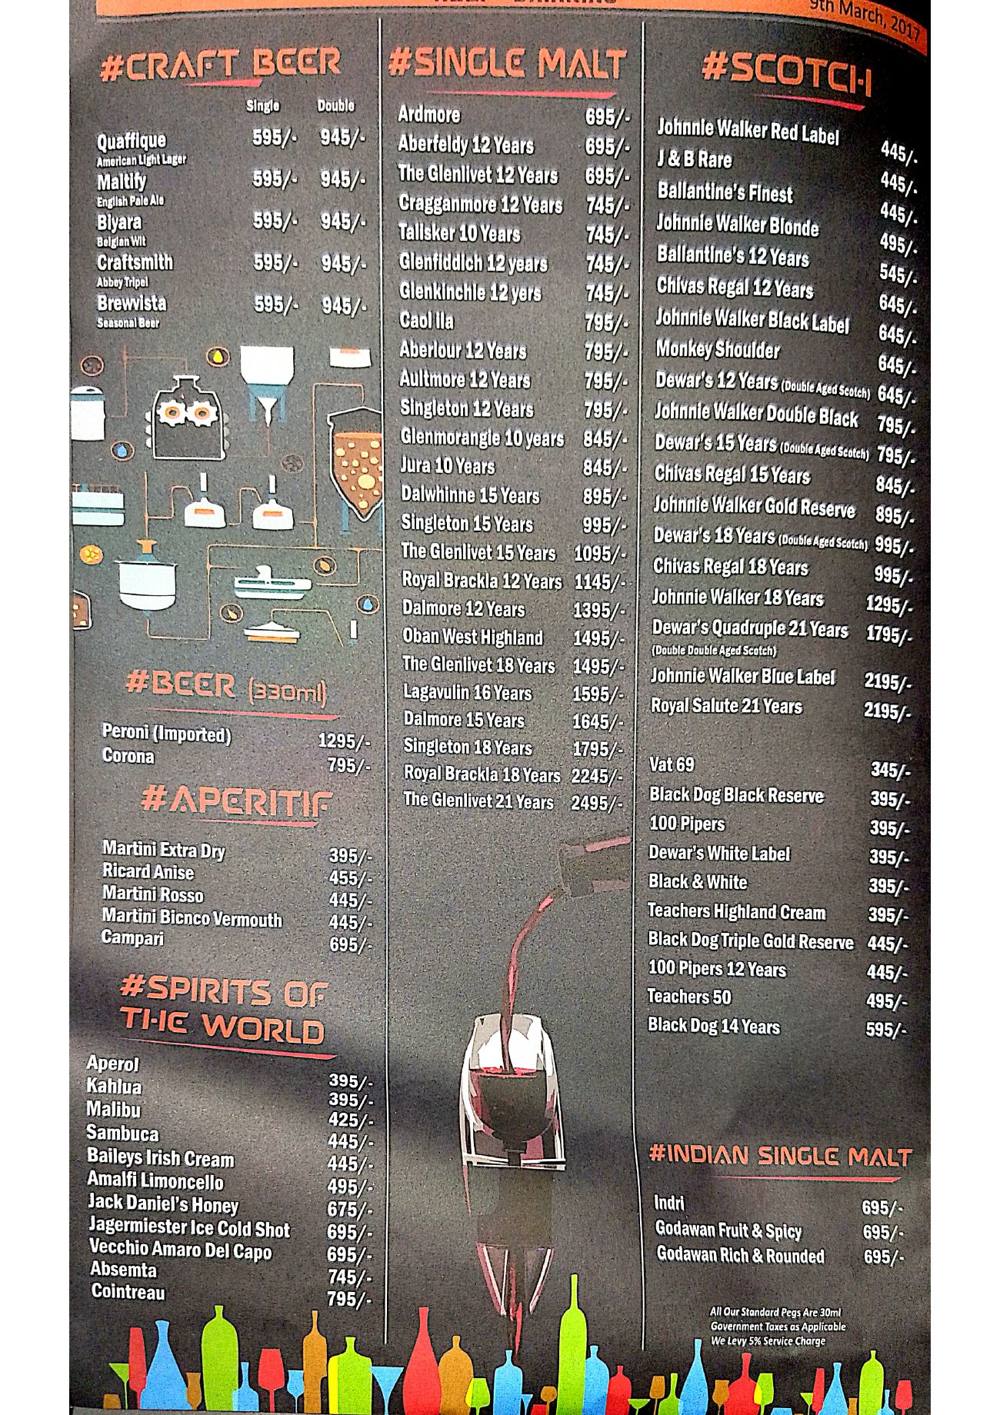 9th March, 2017
#CRAFT BEER
Single Double
Quaffique 595/- 945/-
American Light Lager
Maltify 595/- 945/-
English Pale Ale
Biyara 595/- 945/-
Belgian Wit
Craftsmith 595/- 945/-
Abbey Tripel
Brewvista 595/- 945/-
Seasonal Beer
#BEER (330ml)
Peroni (Imported) 1295/-
Corona 795/-
#APERITIF
Martini Extra Dry 395/-
Ricard Anise 455/-
Martini Rosso 445/-
Martini Bicnco Vermouth 445/-
Campari 695/-
#SPIRITS OF
THE WORLD
Aperol 395/-
Kahlua 395/-
Malibu 425/-
Sambuca 445/-
Baileys Irish Cream 445/-
Amalfi Limoncello 495/-
Jack Daniel's Honey 675/-
Jagermiester Ice Cold Shot 695/-
Vecchio Amaro Del Capo 695/-
Absemta 745/-
Cointreau 795/-
#SINGLE MALT
Ardmore 695/-
Aberfeldy 12 Years 695/-
The Glenlivet 12 Years 695/-
Cragganmore 12 Years 745/-
Talisker 10 Years 745/-
Glenfiddich 12 years 745/-
Glenkinchie 12 yers 745/-
Caol ila 795/-
Aberlour 12 Years 795/-
Aultmore 12 Years 795/-
Singleton 12 Years 795/-
Glenmorangie 10 years 845/-
Jura 10 Years 845/-
Dalwhinne 15 Years 895/-
Singleton 15 Years 995/-
The Glenlivet 15 Years 1095/-
Royal Brackla 12 Years 1145/-
Dalmore 12 Years 1395/-
Oban West Highland 1495/-
The Glenlivet 18 Years 1495/-
Lagavulin 16 Years 1595/-
Dalmore 15 Years 1645/-
Singleton 18 Years 1795/-
Royal Brackla 18 Years 2245/-
The Glenlivet 21 Years 2495/-
#SCOTCH
Johnnie Walker Red Label 445/-
J & B Rare 445/-
Ballantine's Finest 445/-
Johnnie Walker Blonde 495/-
Ballantine's 12 Years 545/-
Chivas Regal 12 Years 645/-
Johnnie Walker Black Label 645/-
Monkey Shoulder 645/-
Dewar's 12 Years (Double Aged Scotch) 645/-
Johnnie Walker Double Black 795/-
Dewar's 15 Years (Double Aged Scotch) 795/-
Chivas Regal 15 Years 845/-
Johnnie Walker Gold Reserve 895/-
Dewar's 18 Years (Double Aged Scotch) 995/-
Chivas Regal 18 Years 995/-
Johnnie Walker 18 Years 1295/-
Dewar's Quadruple 21 Years 1795/-
(Double Double Aged Scotch)
Johnnie Walker Blue Label 2195/-
Royal Salute 21 Years 2195/-
Vat 69 345/-
Black Dog Black Reserve 395/-
100 Pipers 395/-
Dewar's White Label 395/-
Black & White 395/-
Teachers Highland Cream 395/-
Black Dog Triple Gold Reserve 445/-
100 Pipers 12 Years 445/-
Teachers 50 495/-
Black Dog 14 Years 595/-
#INDIAN SINGLE MALT
Indri 695/-
Godawan Fruit & Spicy 695/-
Godawan Rich & Rounded 695/-
All Our Standard Pegs Are 30ml
Government Taxes as Applicable
We Levy 5% Service Charge